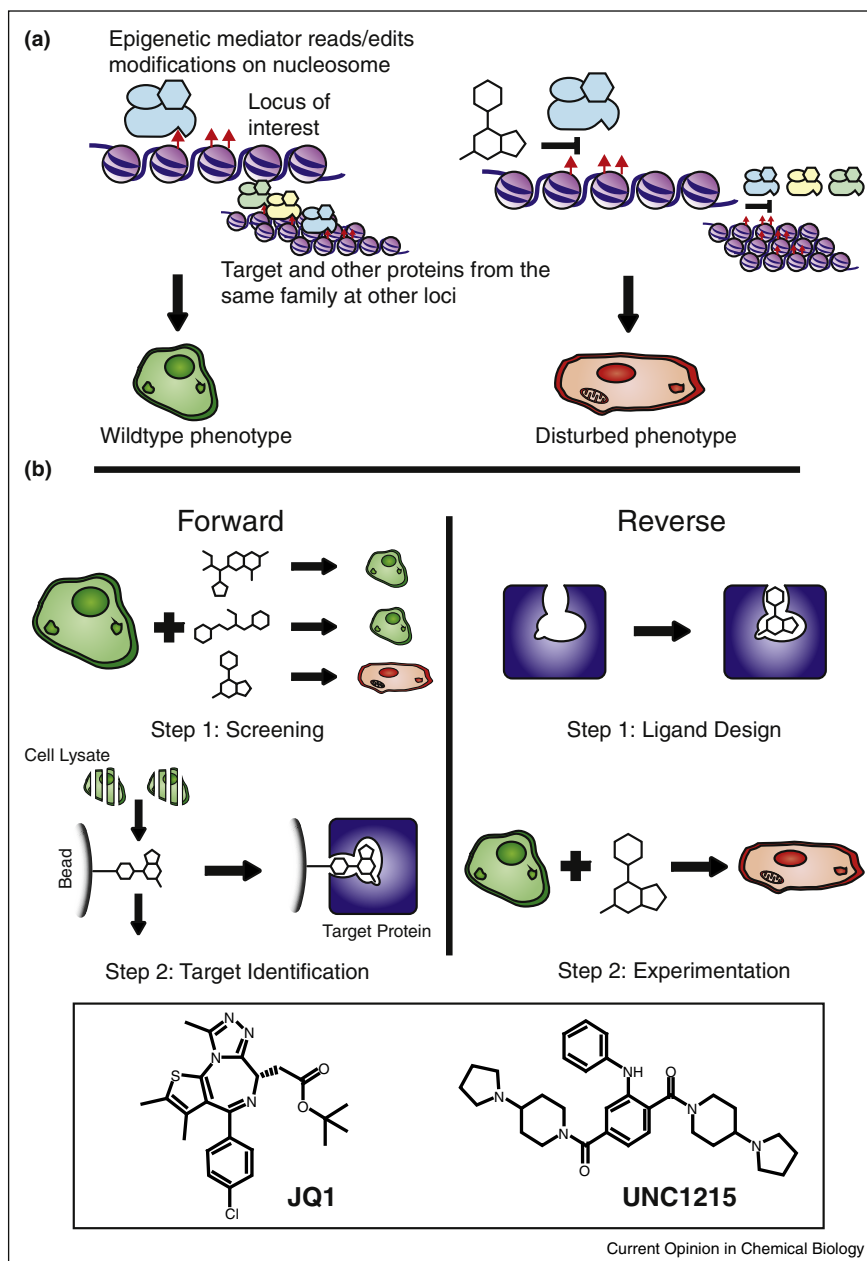 (a)
Epigenetic mediator reads/edits
modifications on nucleosome
Locus of
interest
Target and other proteins from the
same family at other loci
Wildtype phenotype
Disturbed phenotype
(b)
Forward
Step 1: Screening
Cell Lysate
Bead
Target Protein
Step 2: Target Identification
Reverse
Step 1: Ligand Design
Step 2: Experimentation
N
N
N
S
N
O
O
Cl
JQ1
NH
O
N
N
N
N
O
UNC1215
Current Opinion in Chemical Biology